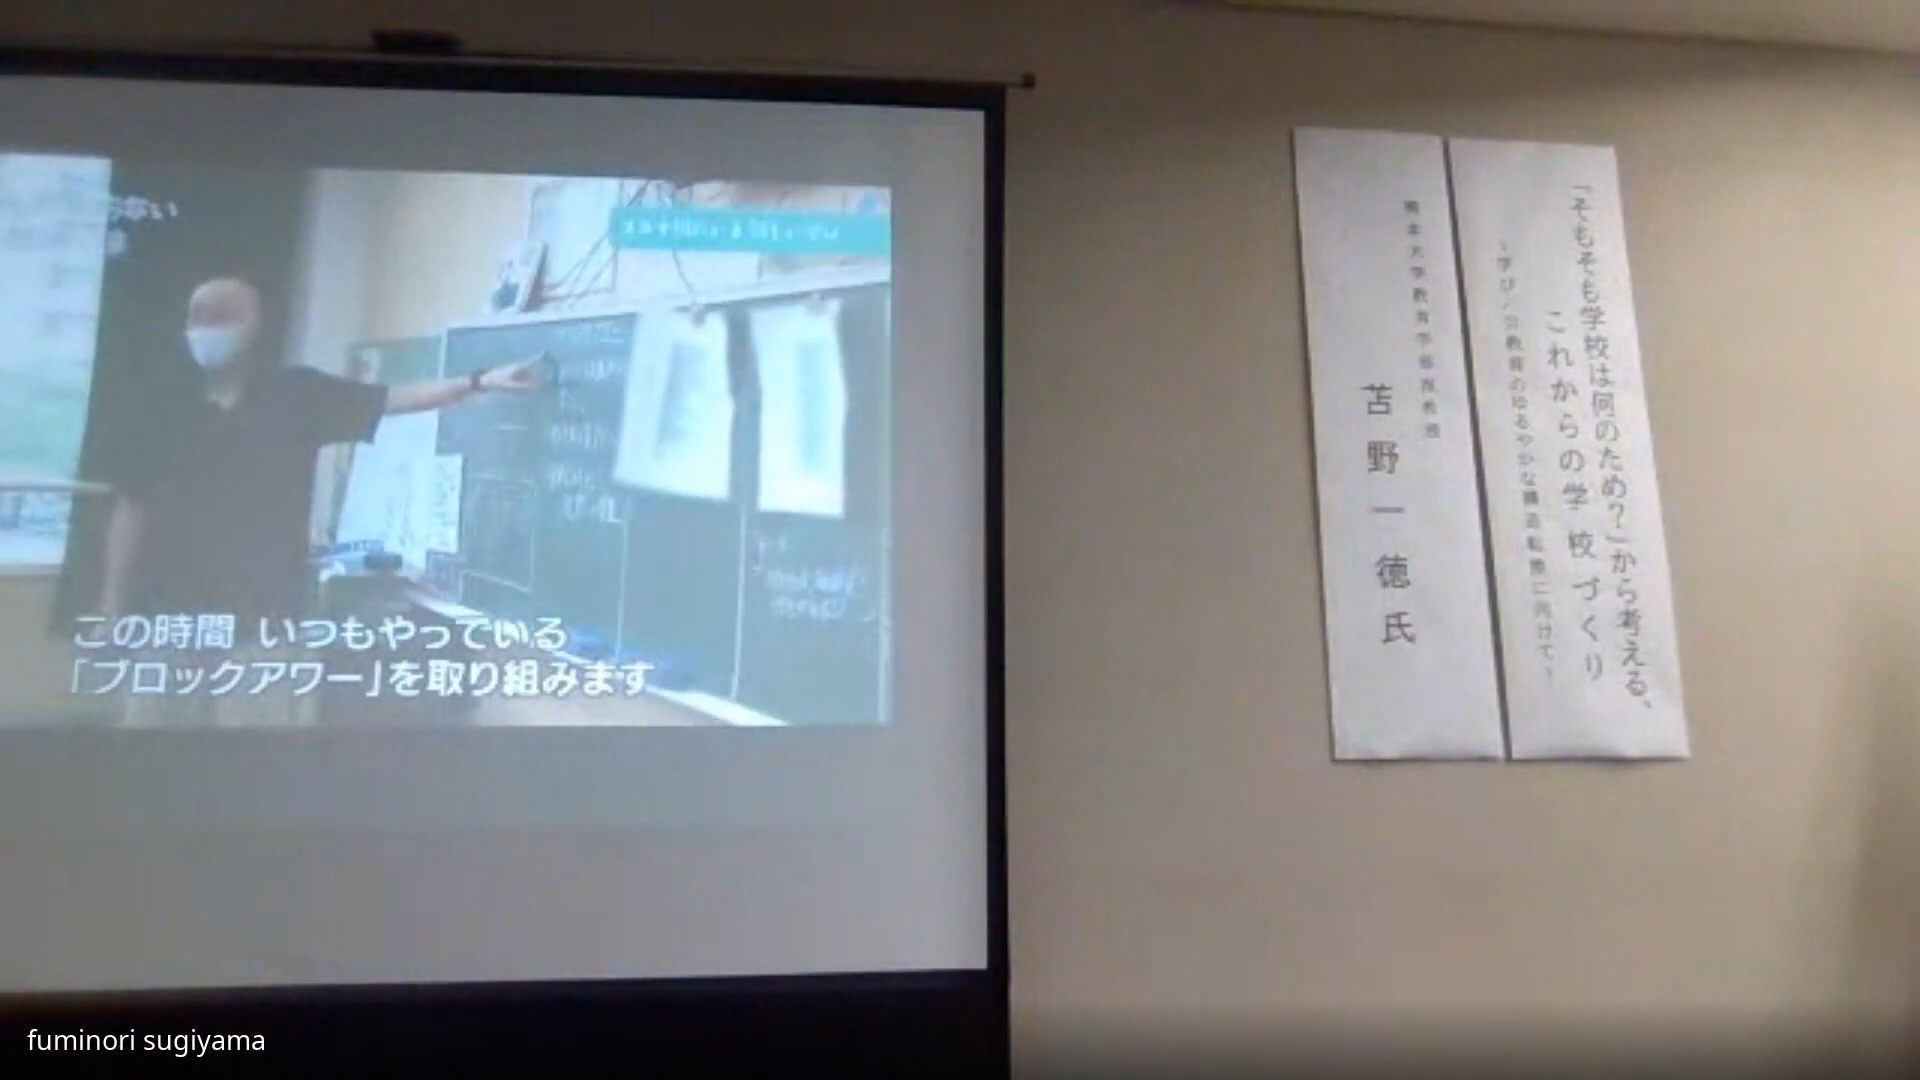 この時間 いつもやっている
「ブロックアワー」を取り組みます
「そもそも学校は何のため?」から考える、
これからの学校づくり
~学び/公教育のゆるやかな構造転換に向けて~
熊本大学教育学部准教授
苫野一徳氏
fuminori sugiyama